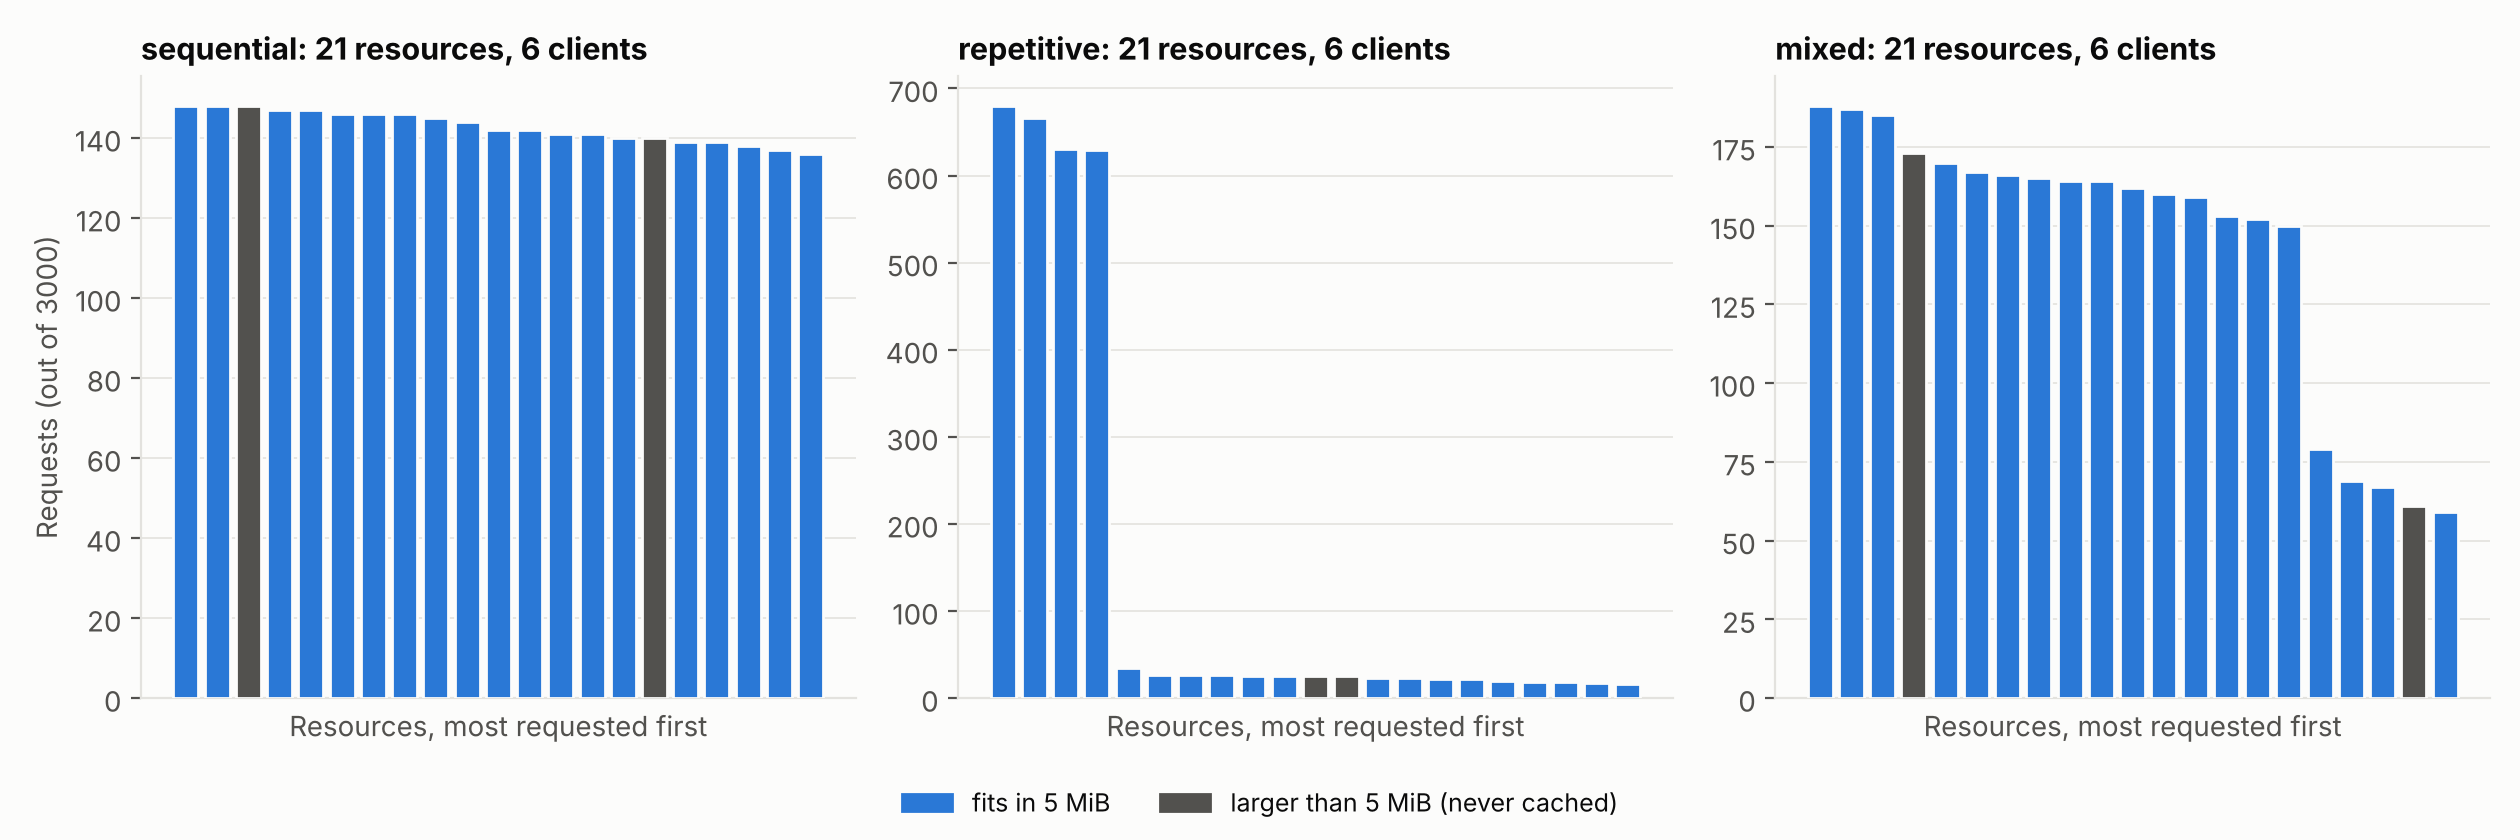 sequential: 21 resources, 6 clients
Requests (out of 3000)
140
120
100
80
60
40
20
0
Resources, most requested first
repetitive: 21 resources, 6 clients
700
600
500
400
300
200
100
0
Resources, most requested first
mixed: 21 resources, 6 clients
175
150
125
100
75
50
25
0
Resources, most requested first
fits in 5 MiB
larger than 5 MiB (never cached)